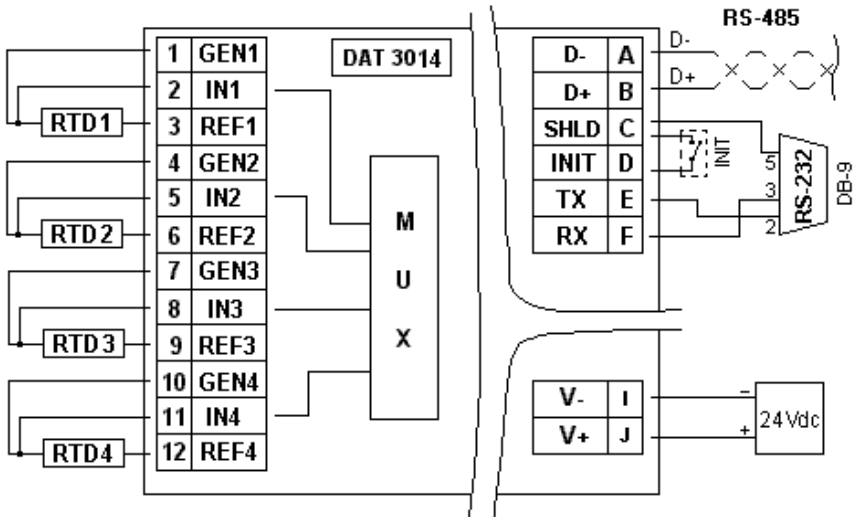 RS-485
1 GEN1
2 IN1
3 REF1
4 GEN2
5 IN2
6 REF2
7 GEN3
8 IN3
9 REF3
10 GEN4
11 IN4
12 REF4
RTD1
RTD2
RTD3
RTD4
DAT 3014
M
U
X
D- A
D+ B
SHLD C
INIT D
TX E
RX F
D-
D+
INIT
5
3
2
RS-232
DB-9
V- I
V+ J
-
+
24Vdc